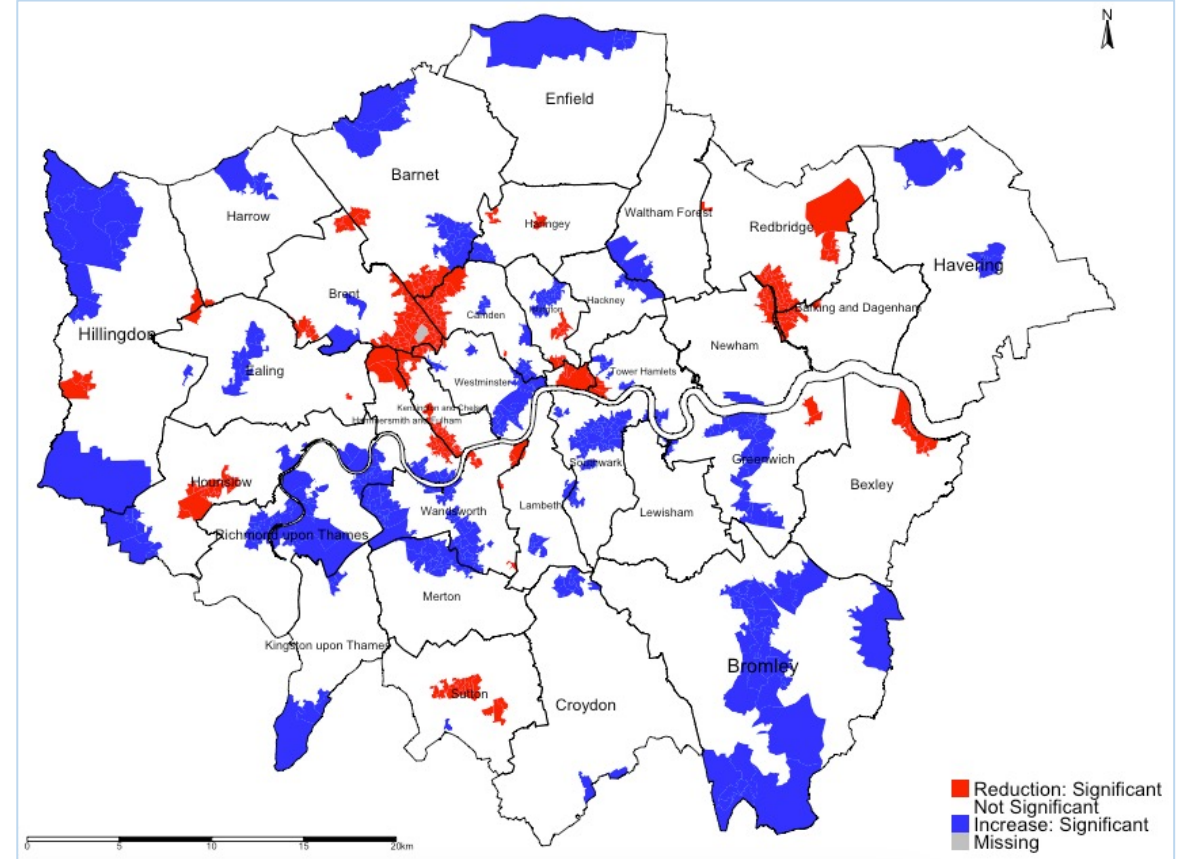 N
Enfield
Barnet
Harrow
Haringey
Waltham Forest
Redbridge
Havering
Brent
Camden
Islington
Hackney
Barking and Dagenham
Hillingdon
Ealing
Westminster
Tower Hamlets
Newham
Kensington and Chelsea
Hammersmith and Fulham
Hounslow
Southwark
Greenwich
Bexley
Wandsworth
Lambeth
Lewisham
Richmond upon Thames
Merton
Kingston upon Thames
Bromley
Sutton
Croydon
Reduction: Significant
Not Significant
Increase: Significant
Missing
0 5 10 20km